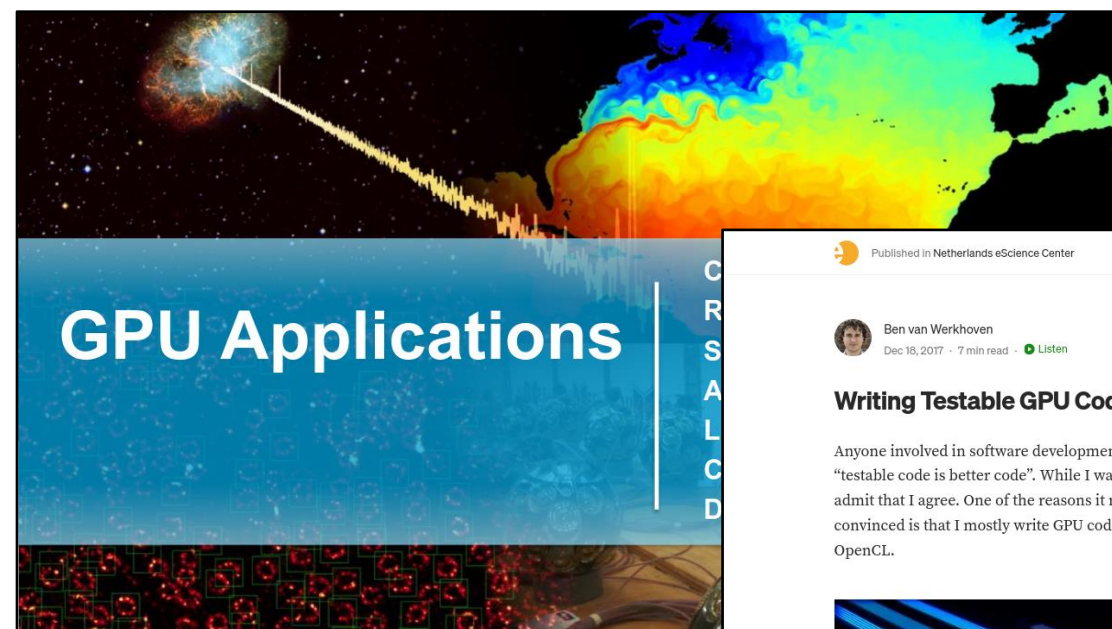 GPU Applications
C
R
S
A
L
C
D
Published in Netherlands eScience Center
Ben van Werkhoven
Dec 18, 2017 · 7 min read · Listen
Writing Testable GPU Cod
Anyone involved in software developmen
“testable code is better code”. While I wa
admit that I agree. One of the reasons it
convinced is that I mostly write GPU cod
OpenCL.